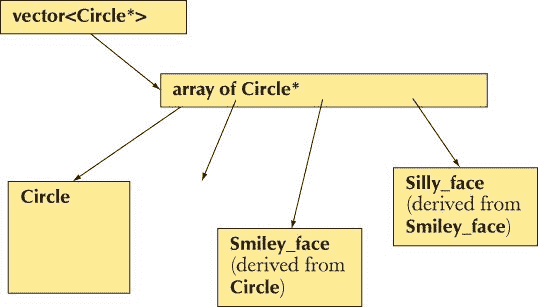 vector<Circle*>
array of Circle*
Circle
Smiley_face
(derived from
Circle)
Silly_face
(derived from
Smiley_face)